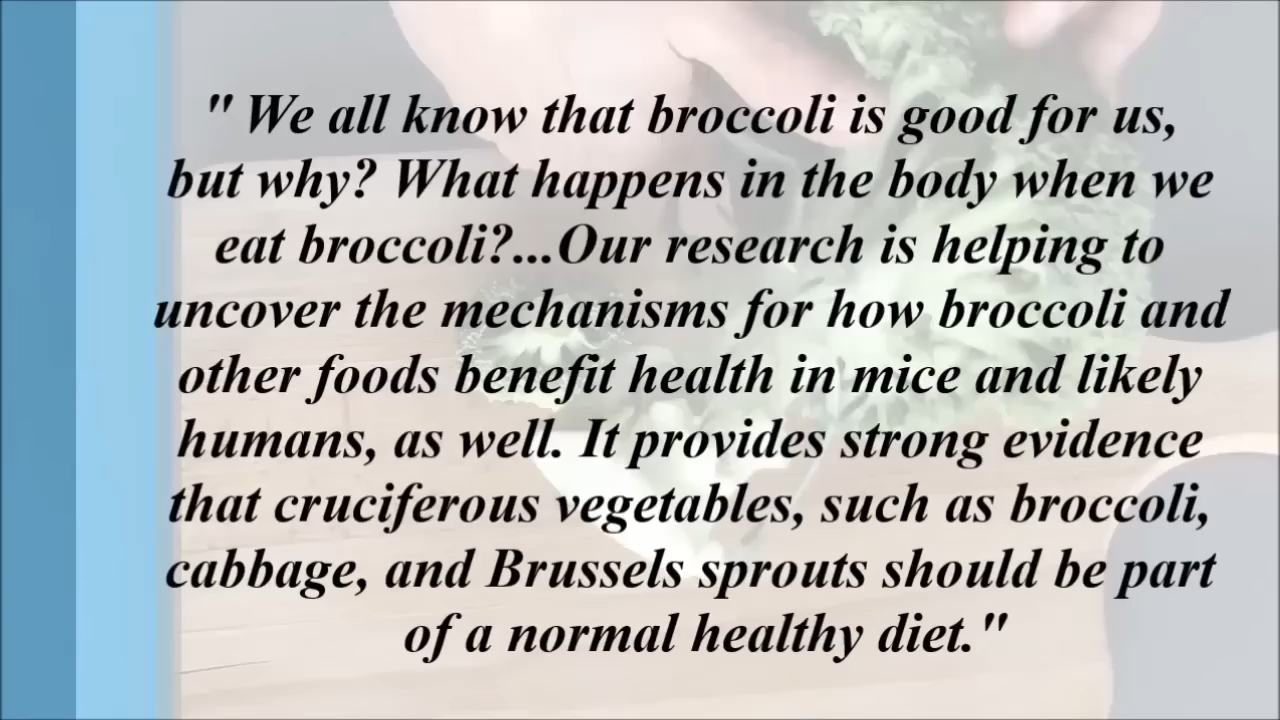 " We all know that broccoli is good for us,
but why? What happens in the body when we
eat broccoli?...Our research is helping to
uncover the mechanisms for how broccoli and
other foods benefit health in mice and likely
humans, as well. It provides strong evidence
that cruciferous vegetables, such as broccoli,
cabbage, and Brussels sprouts should be part
of a normal healthy diet."